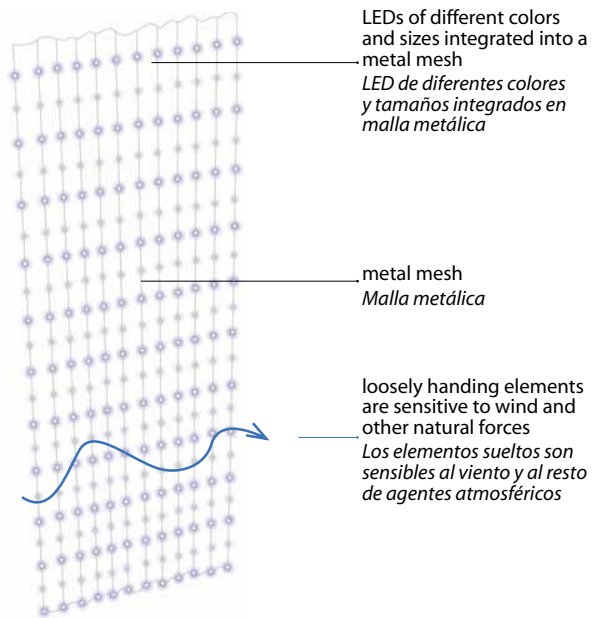 LEDs of different colors
and sizes integrated into a
metal mesh
LED de diferentes colores
y tamaños integrados en
malla metálica
metal mesh
Malla metálica
loosely handing elements
are sensitive to wind and
other natural forces
Los elementos sueltos son
sensibles al viento y al resto
de agentes atmosféricos